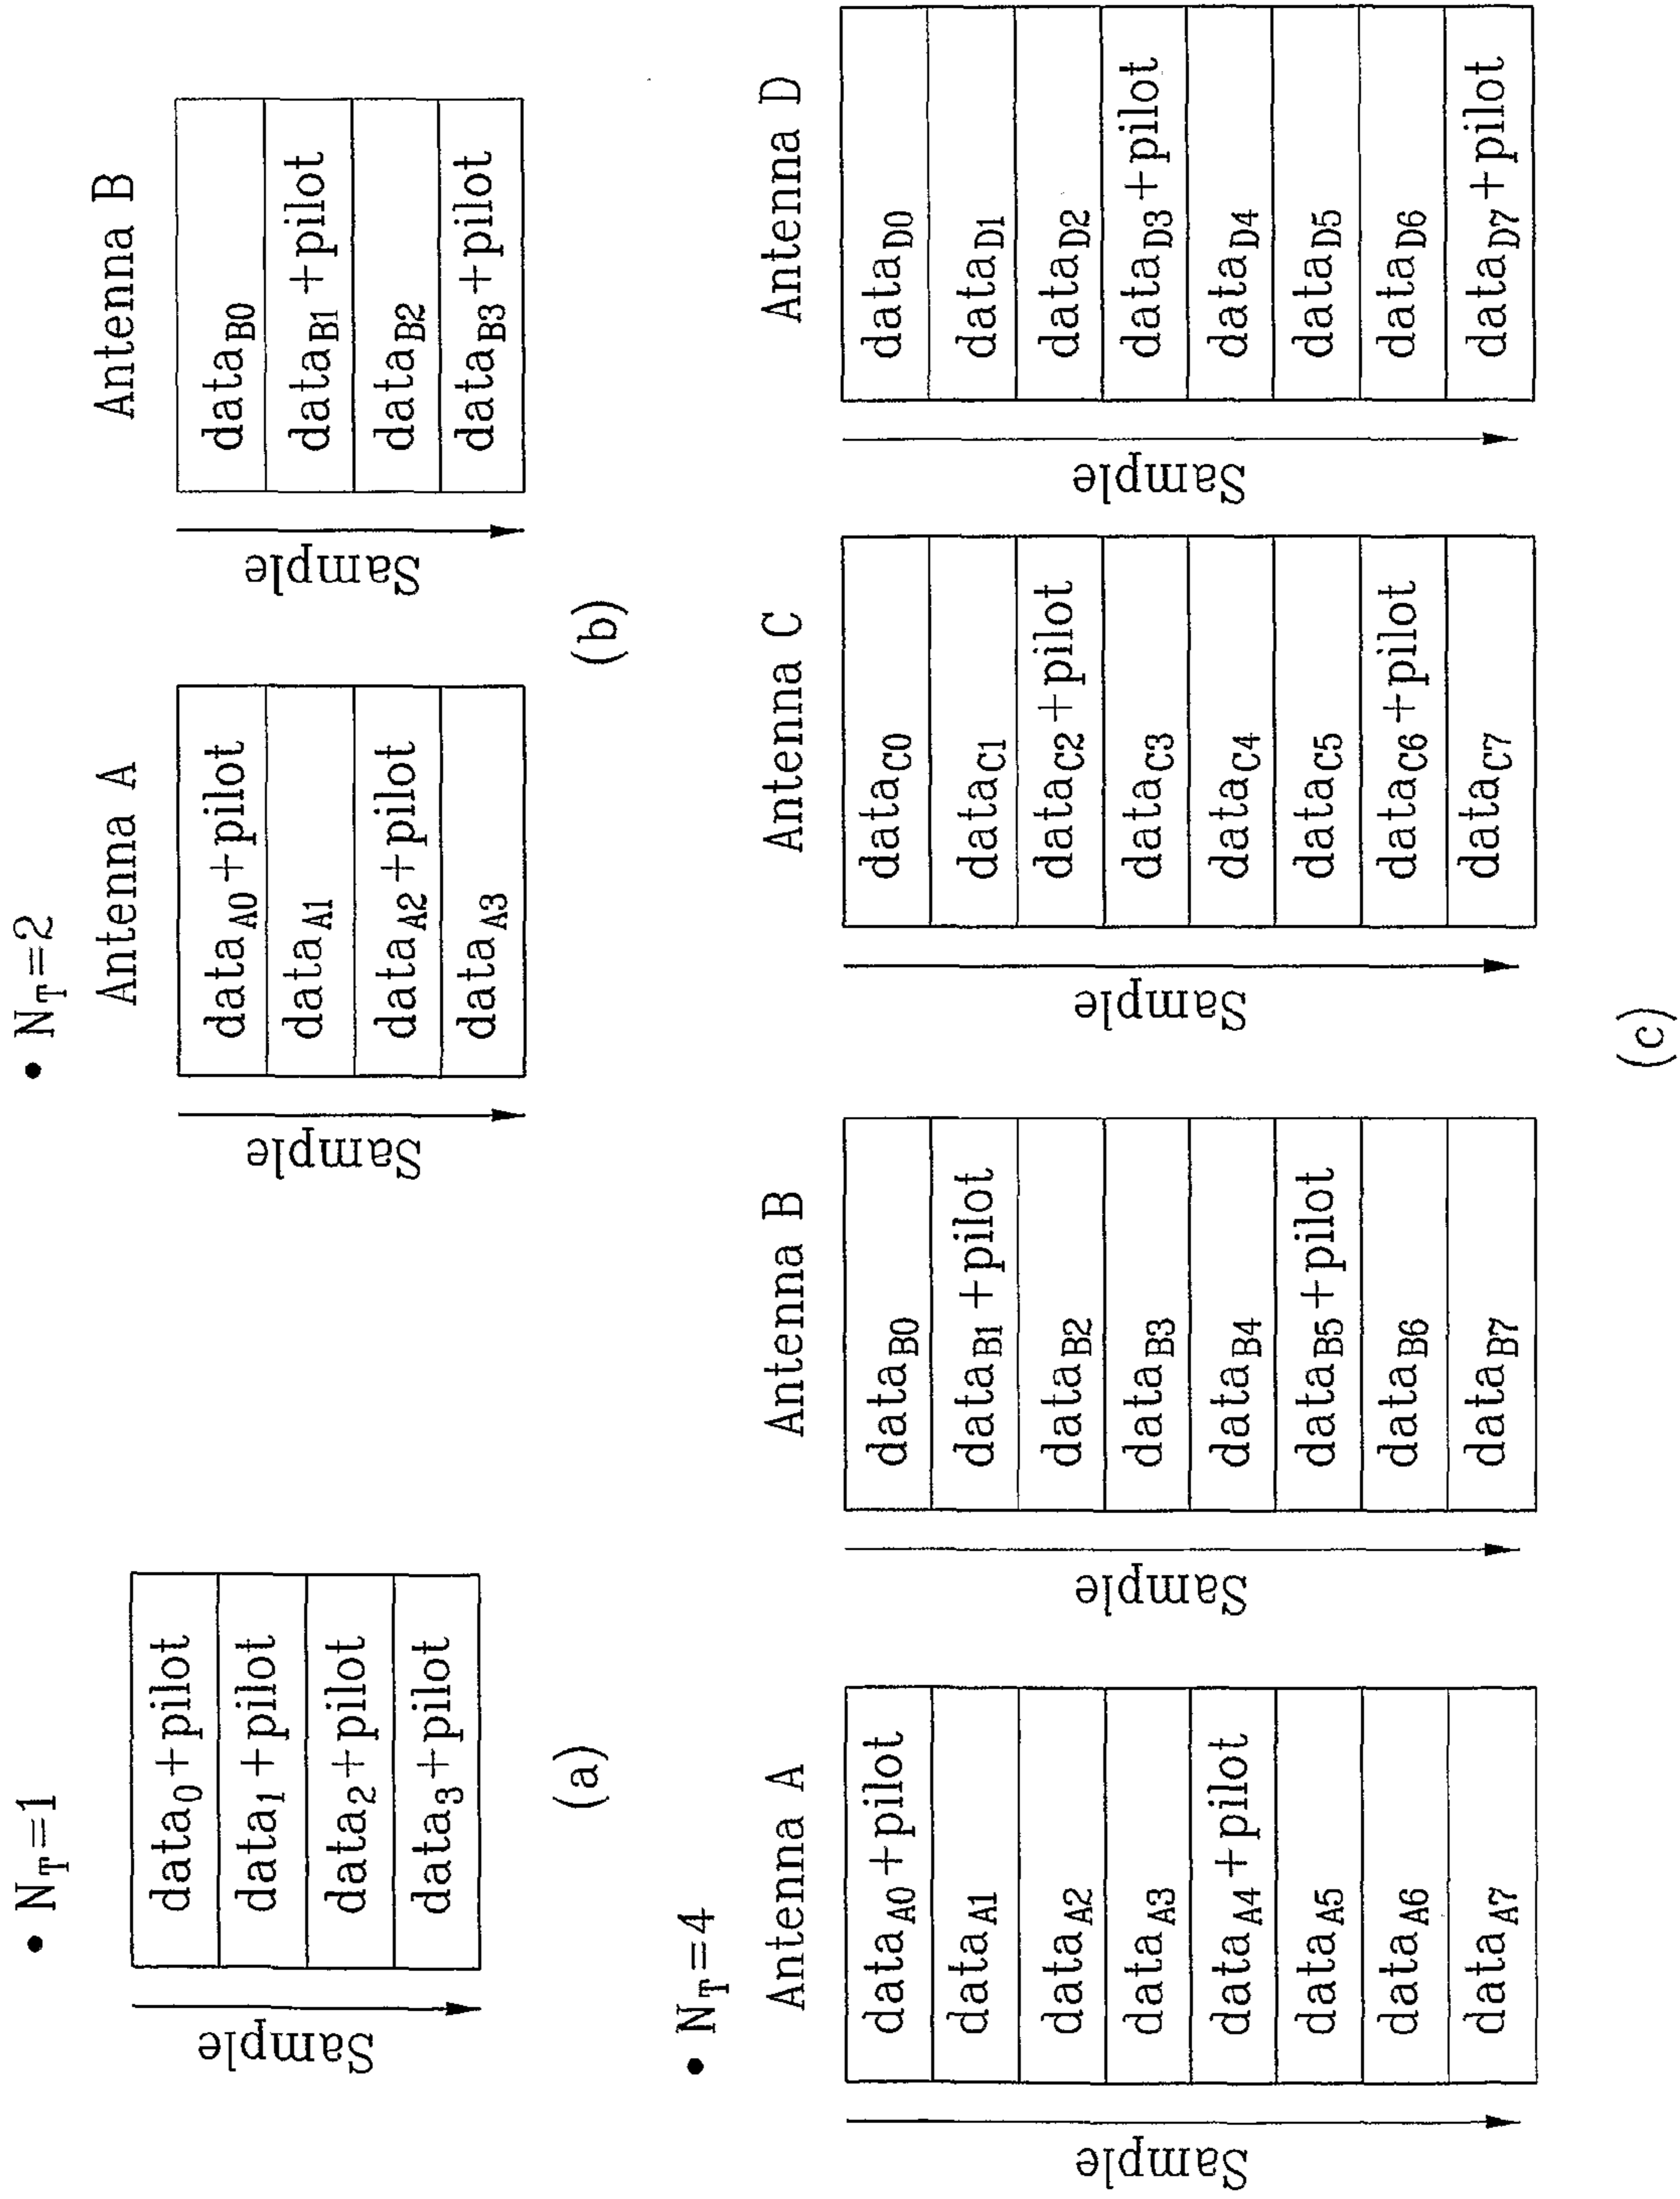 • N_T=1
Sample
data_0+pilot
data_1+pilot
data_2+pilot
data_3+pilot
(a)
• N_T=2
Antenna A
Sample
data_A0+pilot
data_A1
data_A2+pilot
data_A3
Antenna B
Sample
data_B0
data_B1+pilot
data_B2
data_B3+pilot
(b)
• N_T=4
Antenna A
Sample
data_A0+pilot
data_A1
data_A2
data_A3
data_A4+pilot
data_A5
data_A6
data_A7
Antenna B
Sample
data_B0
data_B1+pilot
data_B2
data_B3
data_B4
data_B5+pilot
data_B6
data_B7
Antenna C
Sample
data_C0
data_C1
data_C2+pilot
data_C3
data_C4
data_C5
data_C6+pilot
data_C7
Antenna D
Sample
data_D0
data_D1
data_D2
data_D3+pilot
data_D4
data_D5
data_D6
data_D7+pilot
(c)